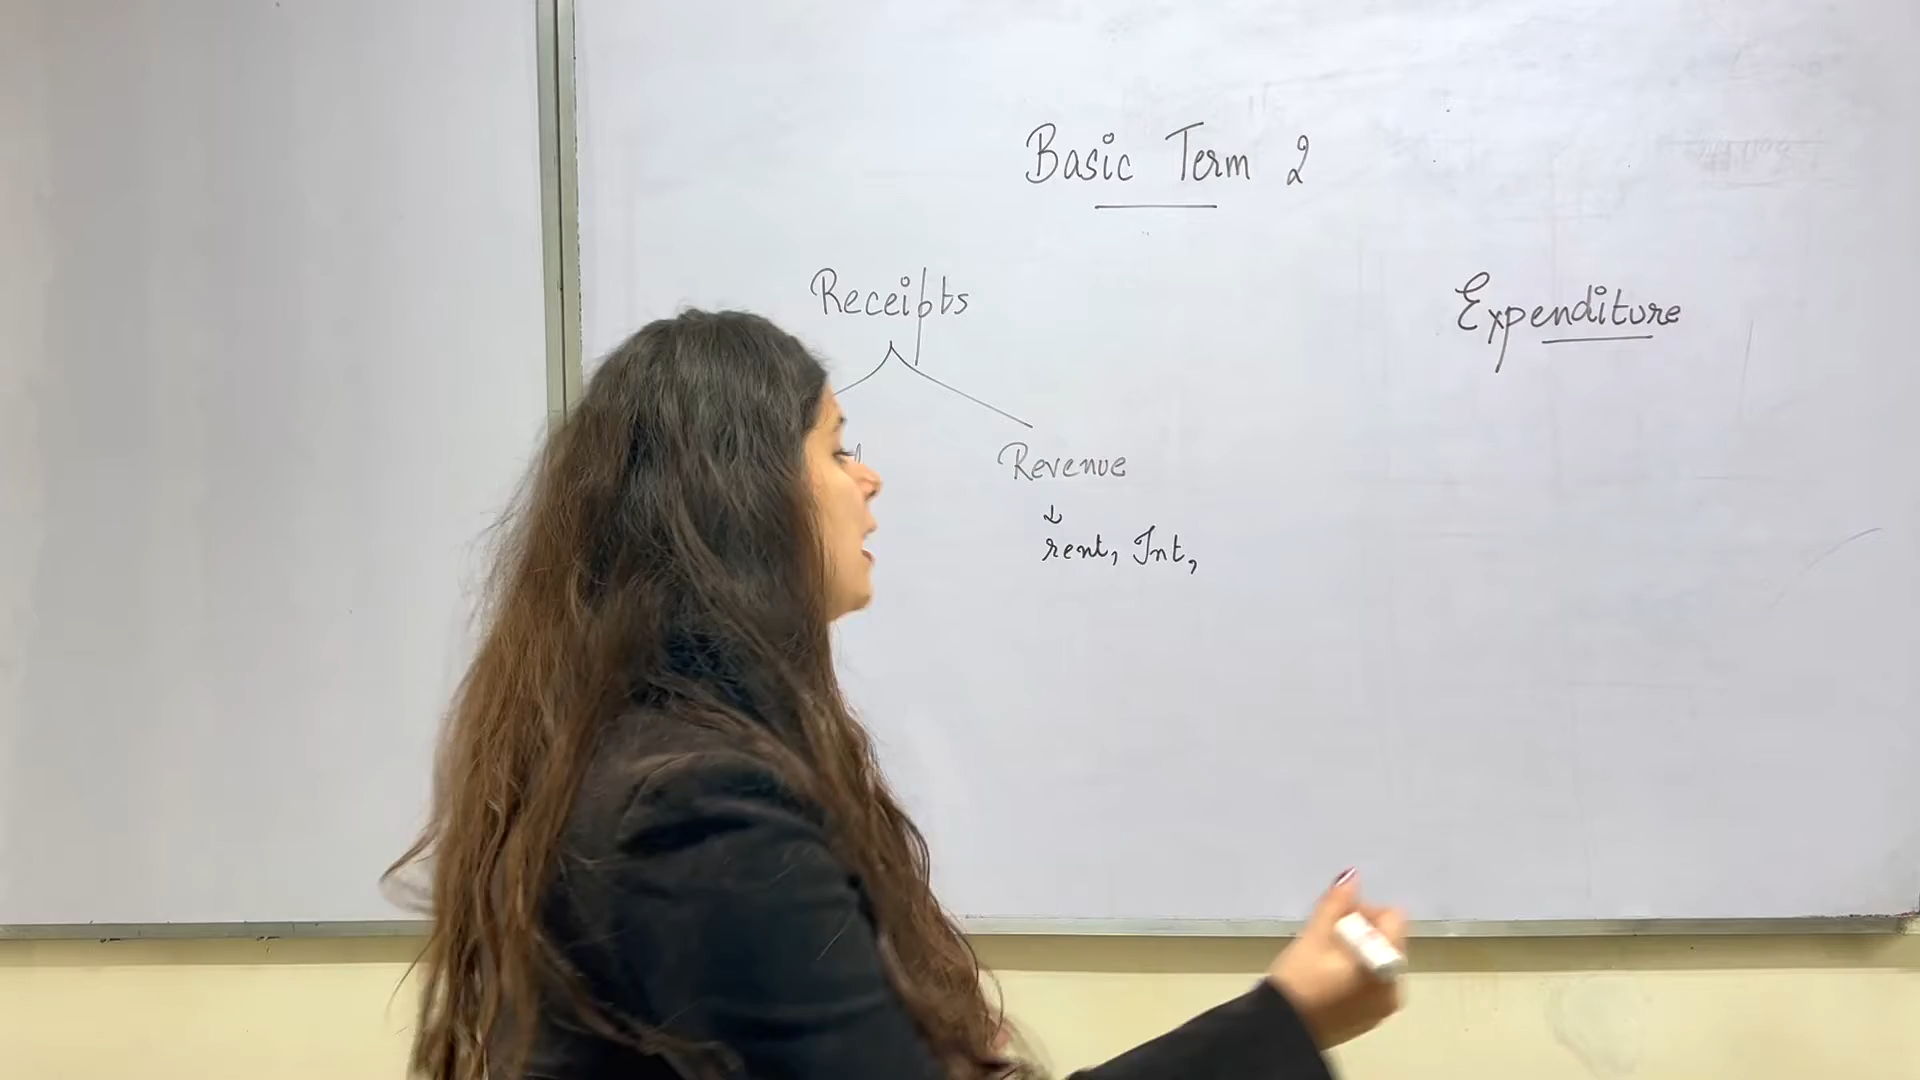 Basic Term 2
Receipts
Expenditure
Revenue
↓
rent, Int,